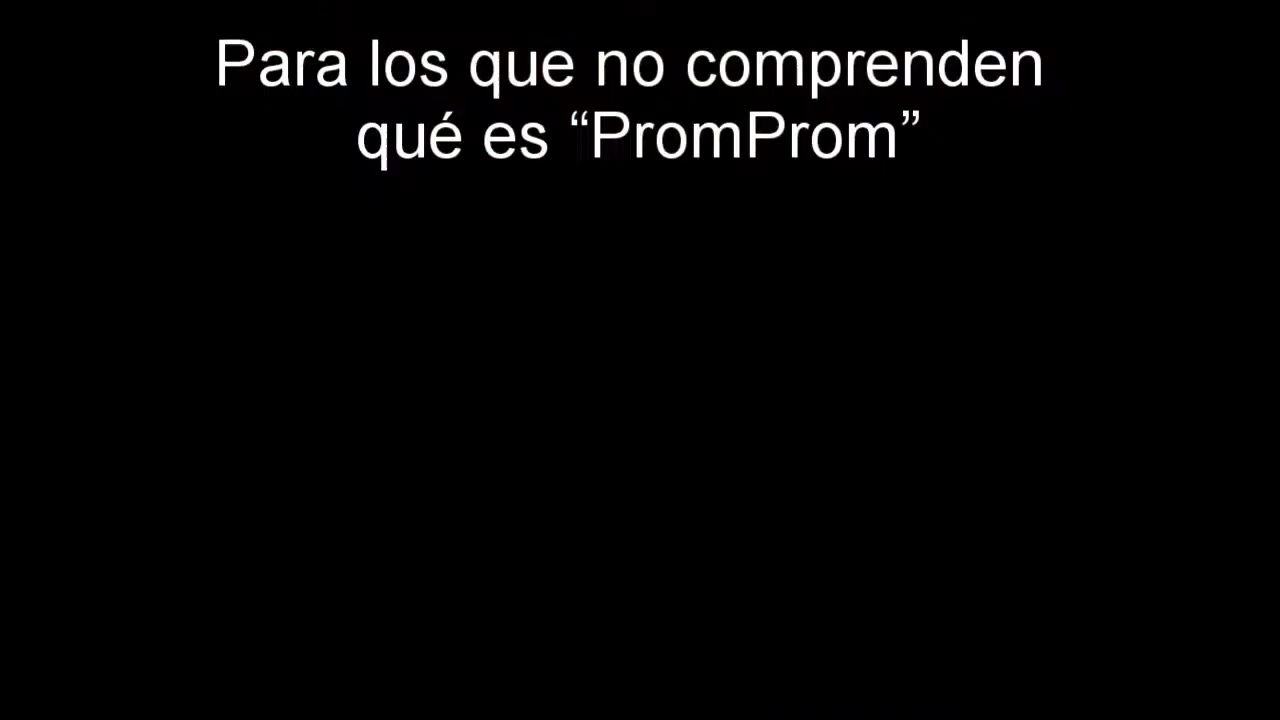 Para los que no comprenden
qué es “PromProm”